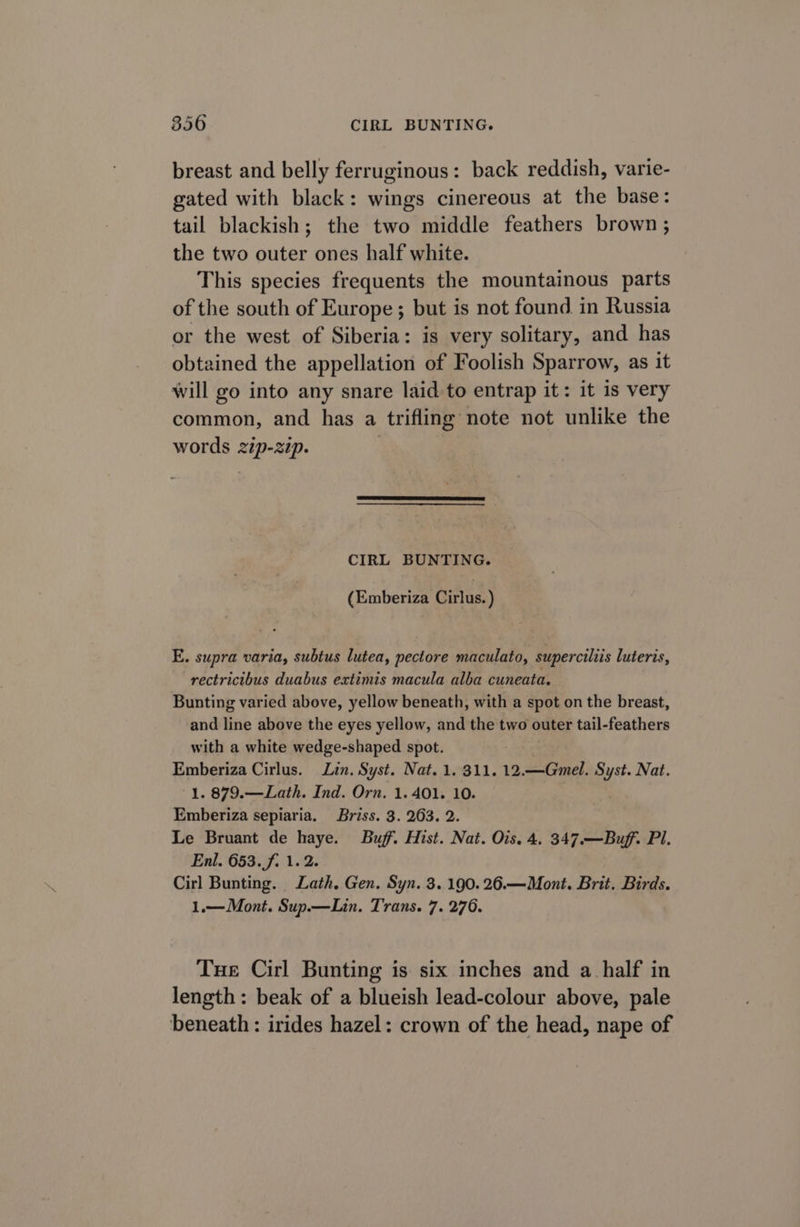 356 CIRL BUNTING.
breast and belly ferruginous: back reddish, varie-
gated with black: wings cinereous at the base:
tail blackish; the two middle feathers brown;
the two outer ones half white.
This species frequents the mountainous parts
of the south of Europe; but is not found in Russia
or the west of Siberia: is very solitary, and has
obtained the appellation of Foolish Sparrow, as it
will go into any snare laid to entrap it: it is very
common, and has a trifling note not unlike the
words zip-zip.
CIRL BUNTING.
(Emberiza Cirlus.)
E. supra varia, subtus lutea, pectore maculato, superciliis luteris,
rectricibus duabus extimis macula alba cuneata.
Bunting varied above, yellow beneath, with a spot on the breast,
and line above the eyes yellow, and the two outer tail-feathers
with a white wedge-shaped spot.
Emberiza Cirlus. Lin. Syst. Nat. 1. 311. 12.—Gmel. Syst. Nat.
1. 879.—Lath. Ind. Orn. 1. 401. 10.
Emberiza sepiaria. Briss. 3. 263. 2.
Le Bruant de haye. Buff. Hist. Nat. Ois. 4. 347.—Buff. Pl.
Enl. 653. f. 1. 2.
Cirl Bunting. Lath. Gen. Syn. 3. 190. 26.—Mont. Brit. Birds.
1.—Mont. Sup.—Lin. Trans. 7. 276.
THE Cirl Bunting is six inches and a half in
length: beak of a blueish lead-colour above, pale
beneath: irides hazel: crown of the head, nape of